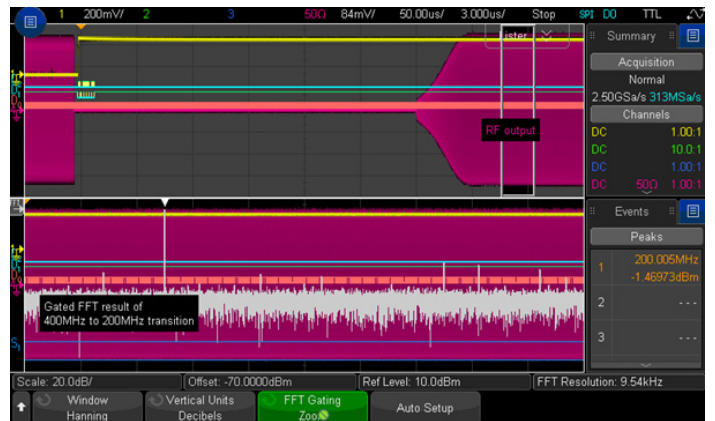 1 200mV/ 2 3 50Ω 84mV/ 50.00us/ 3.000us/ Stop SPI D0 TTL
Lister
Summary
Acquisition
Normal
2.50GSa/s 313MSa/s
Channels
DC 1.00:1
DC 10.0:1
DC 1.00:1
DC 50Ω 1.00:1
RF output
FFT
Events
Peaks
1 200.005MHz
-1.46973dBm
2 ---
3 ---
Gated FFT result of
400MHz to 200MHz transition
S1
Scale: 20.0dB/ Offset: -70.0000dBm Ref Level: 10.0dBm FFT Resolution: 9.54kHz
Window
Hanning
Vertical Units
Decibels
FFT Gating
Zoom
Auto Setup